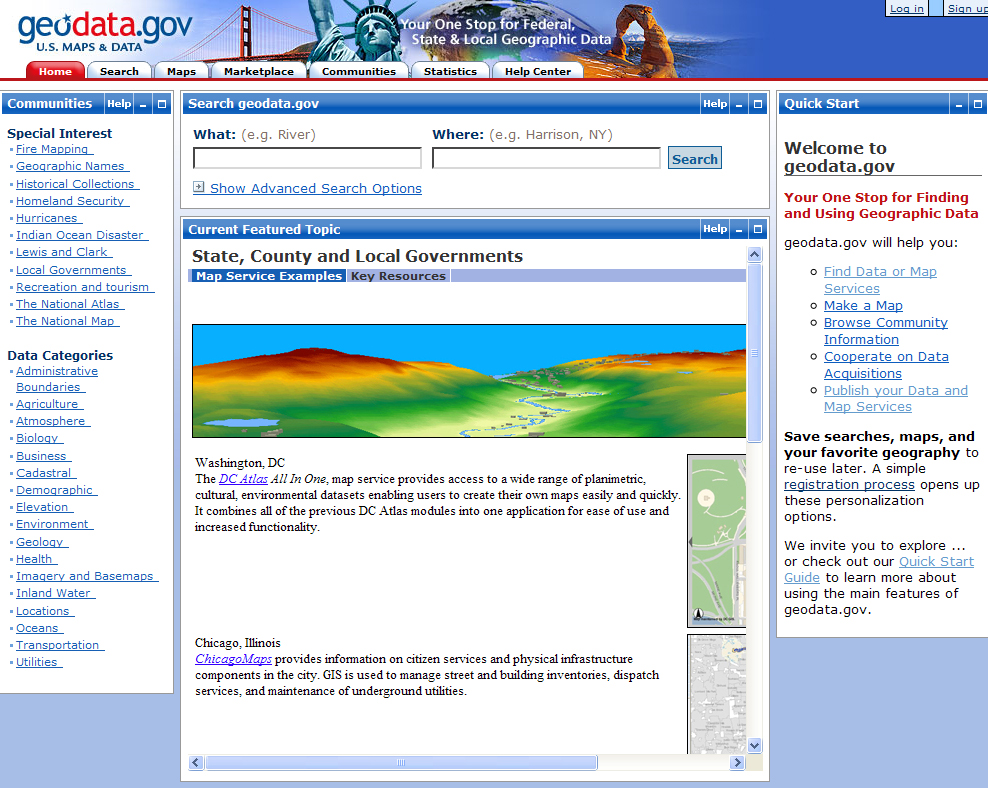 geodata.gov
U.S. MAPS & DATA
Your One Stop for Federal,
State & Local Geographic Data
Log in
Sign up
Home
Search
Maps
Marketplace
Communities
Statistics
Help Center
Communities
Help
Special Interest
Fire Mapping
Geographic Names
Historical Collections
Homeland Security
Hurricanes
Indian Ocean Disaster
Lewis and Clark
Local Governments
Recreation and tourism
The National Atlas
The National Map
Data Categories
Administrative
Boundaries
Agriculture
Atmosphere
Biology
Business
Cadastral
Demographic
Elevation
Environment
Geology
Health
Imagery and Basemaps
Inland Water
Locations
Oceans
Transportation
Utilities
Search geodata.gov
Help
What: (e.g. River)
Where: (e.g. Harrison, NY)
Search
Show Advanced Search Options
Current Featured Topic
Help
State, County and Local Governments
Map Service Examples
Key Resources
Washington, DC
The DC Atlas All In One, map service provides access to a wide range of planimetric,
cultural, environmental datasets enabling users to create their own maps easily and quickly.
It combines all of the previous DC Atlas modules into one application for ease of use and
increased functionality.
Chicago, Illinois
ChicagoMaps provides information on citizen services and physical infrastructure
components in the city. GIS is used to manage street and building inventories, dispatch
services, and maintenance of underground utilities.
Quick Start
Welcome to
geodata.gov
Your One Stop for Finding
and Using Geographic Data
geodata.gov will help you:
Find Data or Map
Services
Make a Map
Browse Community
Information
Cooperate on Data
Acquisitions
Publish your Data and
Map Services
Save searches, maps, and
your favorite geography to
re-use later. A simple
registration process opens up
these personalization
options.
We invite you to explore ...
or check out our Quick Start
Guide to learn more about
using the main features of
geodata.gov.